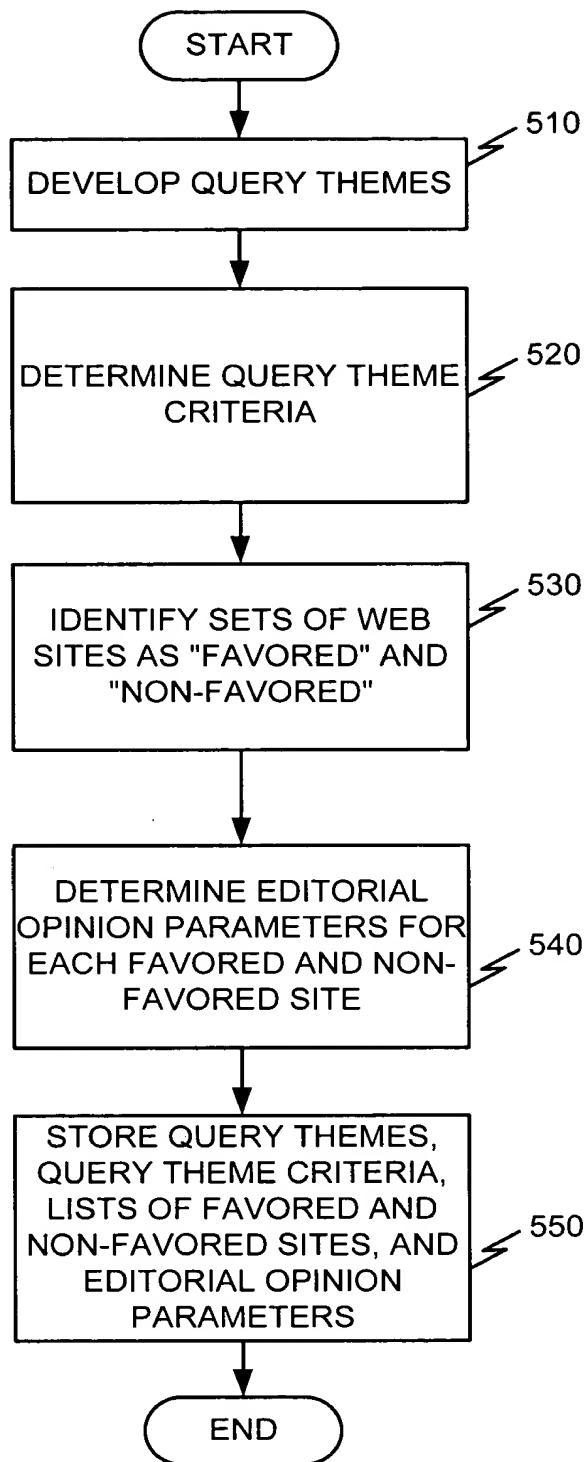 START
510
DEVELOP QUERY THEMES
520
DETERMINE QUERY THEME
CRITERIA
530
IDENTIFY SETS OF WEB
SITES AS "FAVORED" AND
"NON-FAVORED"
DETERMINE EDITORIAL
OPINION PARAMETERS FOR
EACH FAVORED AND NON-
FAVORED SITE
540
STORE QUERY THEMES,
QUERY THEME CRITERIA,
LISTS OF FAVORED AND
NON-FAVORED SITES, AND
EDITORIAL OPINION
PARAMETERS
550
END